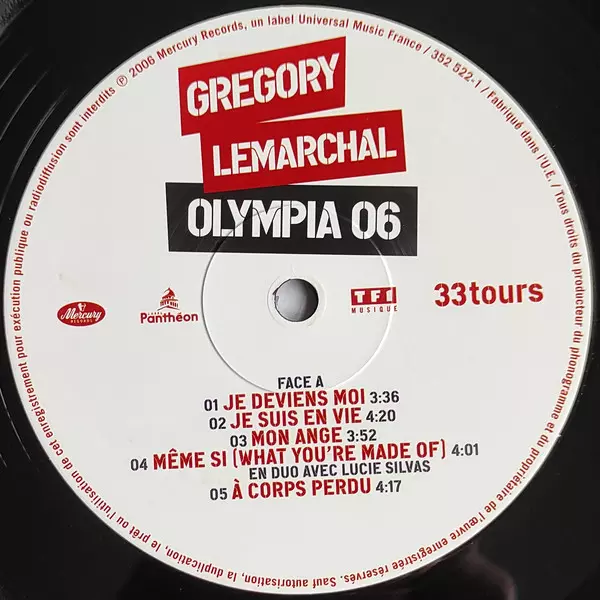 GREGORY
LEMARCHAL
OLYMPIA 06
Mercury
RECORDS
Panthéon
TF1
MUSIQUE
33tours
FACE A
01 JE DEVIENS MOI 3:36
02 JE SUIS EN VIE 4:20
03 MON ANGE 3:52
04 MÊME SI (WHAT YOU'RE MADE OF) 4:01
EN DUO AVEC LUCIE SILVAS
05 À CORPS PERDU 4:17
℗ 2006 Mercury Records, un label Universal Music France / 352 522-1 / Fabriqué dans l'U.E. / Tous droits du producteur du phonogramme et du propriétaire de l'œuvre enregistrée réservés. Sauf autorisation, la duplication, le prêt ou l'utilisation de cet enregistrement pour exécution publique ou radiodiffusion sont interdits